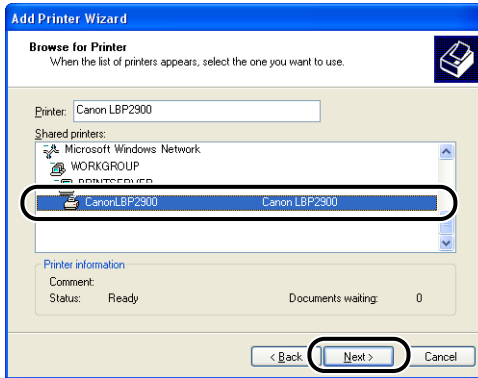 Add Printer Wizard
Browse for Printer
When the list of printers appears, select the one you want to use.
Printer: Canon LBP2900
Shared printers:
Microsoft Windows Network
WORKGROUP
PRINTSERVER
CanonLBP2900 Canon LBP2900
Printer information
Comment:
Status: Ready Documents waiting: 0
< Back Next > Cancel